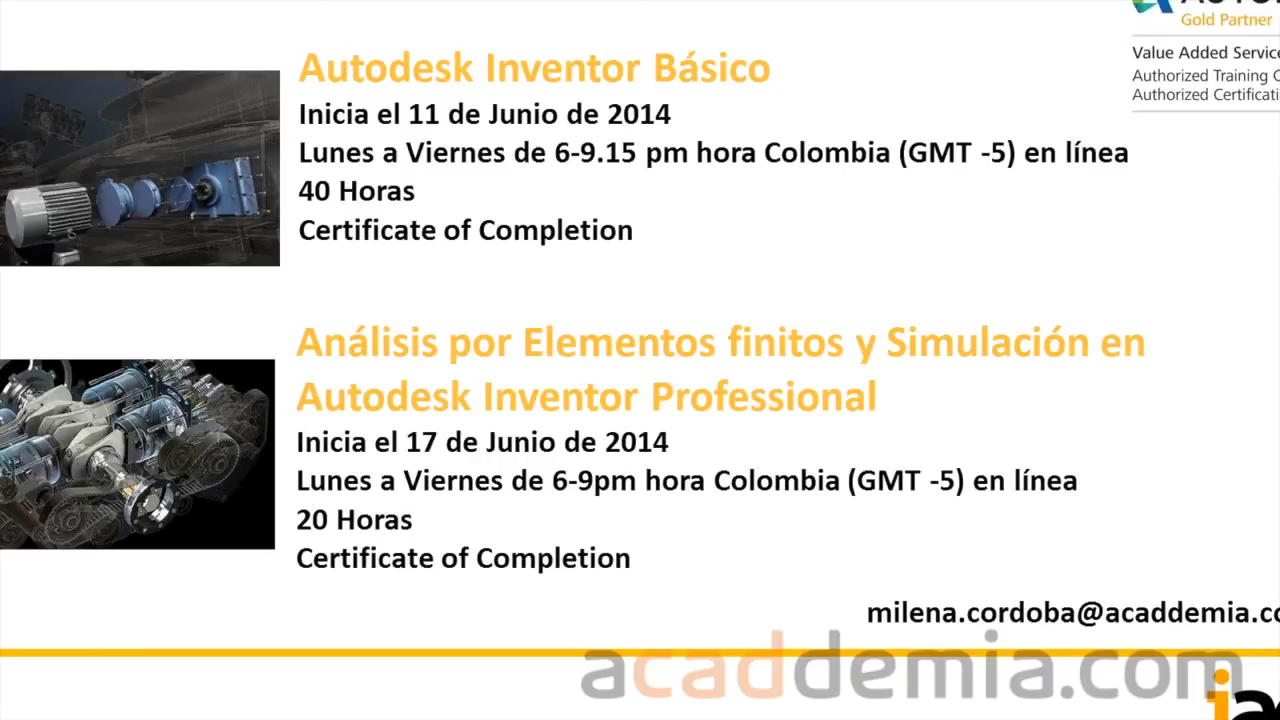 Gold Partner
Value Added Service
Authorized Training C
Authorized Certificati
Autodesk Inventor Básico
Inicia el 11 de Junio de 2014
Lunes a Viernes de 6-9.15 pm hora Colombia (GMT -5) en línea
40 Horas
Certificate of Completion
Análisis por Elementos finitos y Simulación en
Autodesk Inventor Professional
Inicia el 17 de Junio de 2014
Lunes a Viernes de 6-9pm hora Colombia (GMT -5) en línea
20 Horas
Certificate of Completion
milena.cordoba@acaddemia.co
acaddemia.com